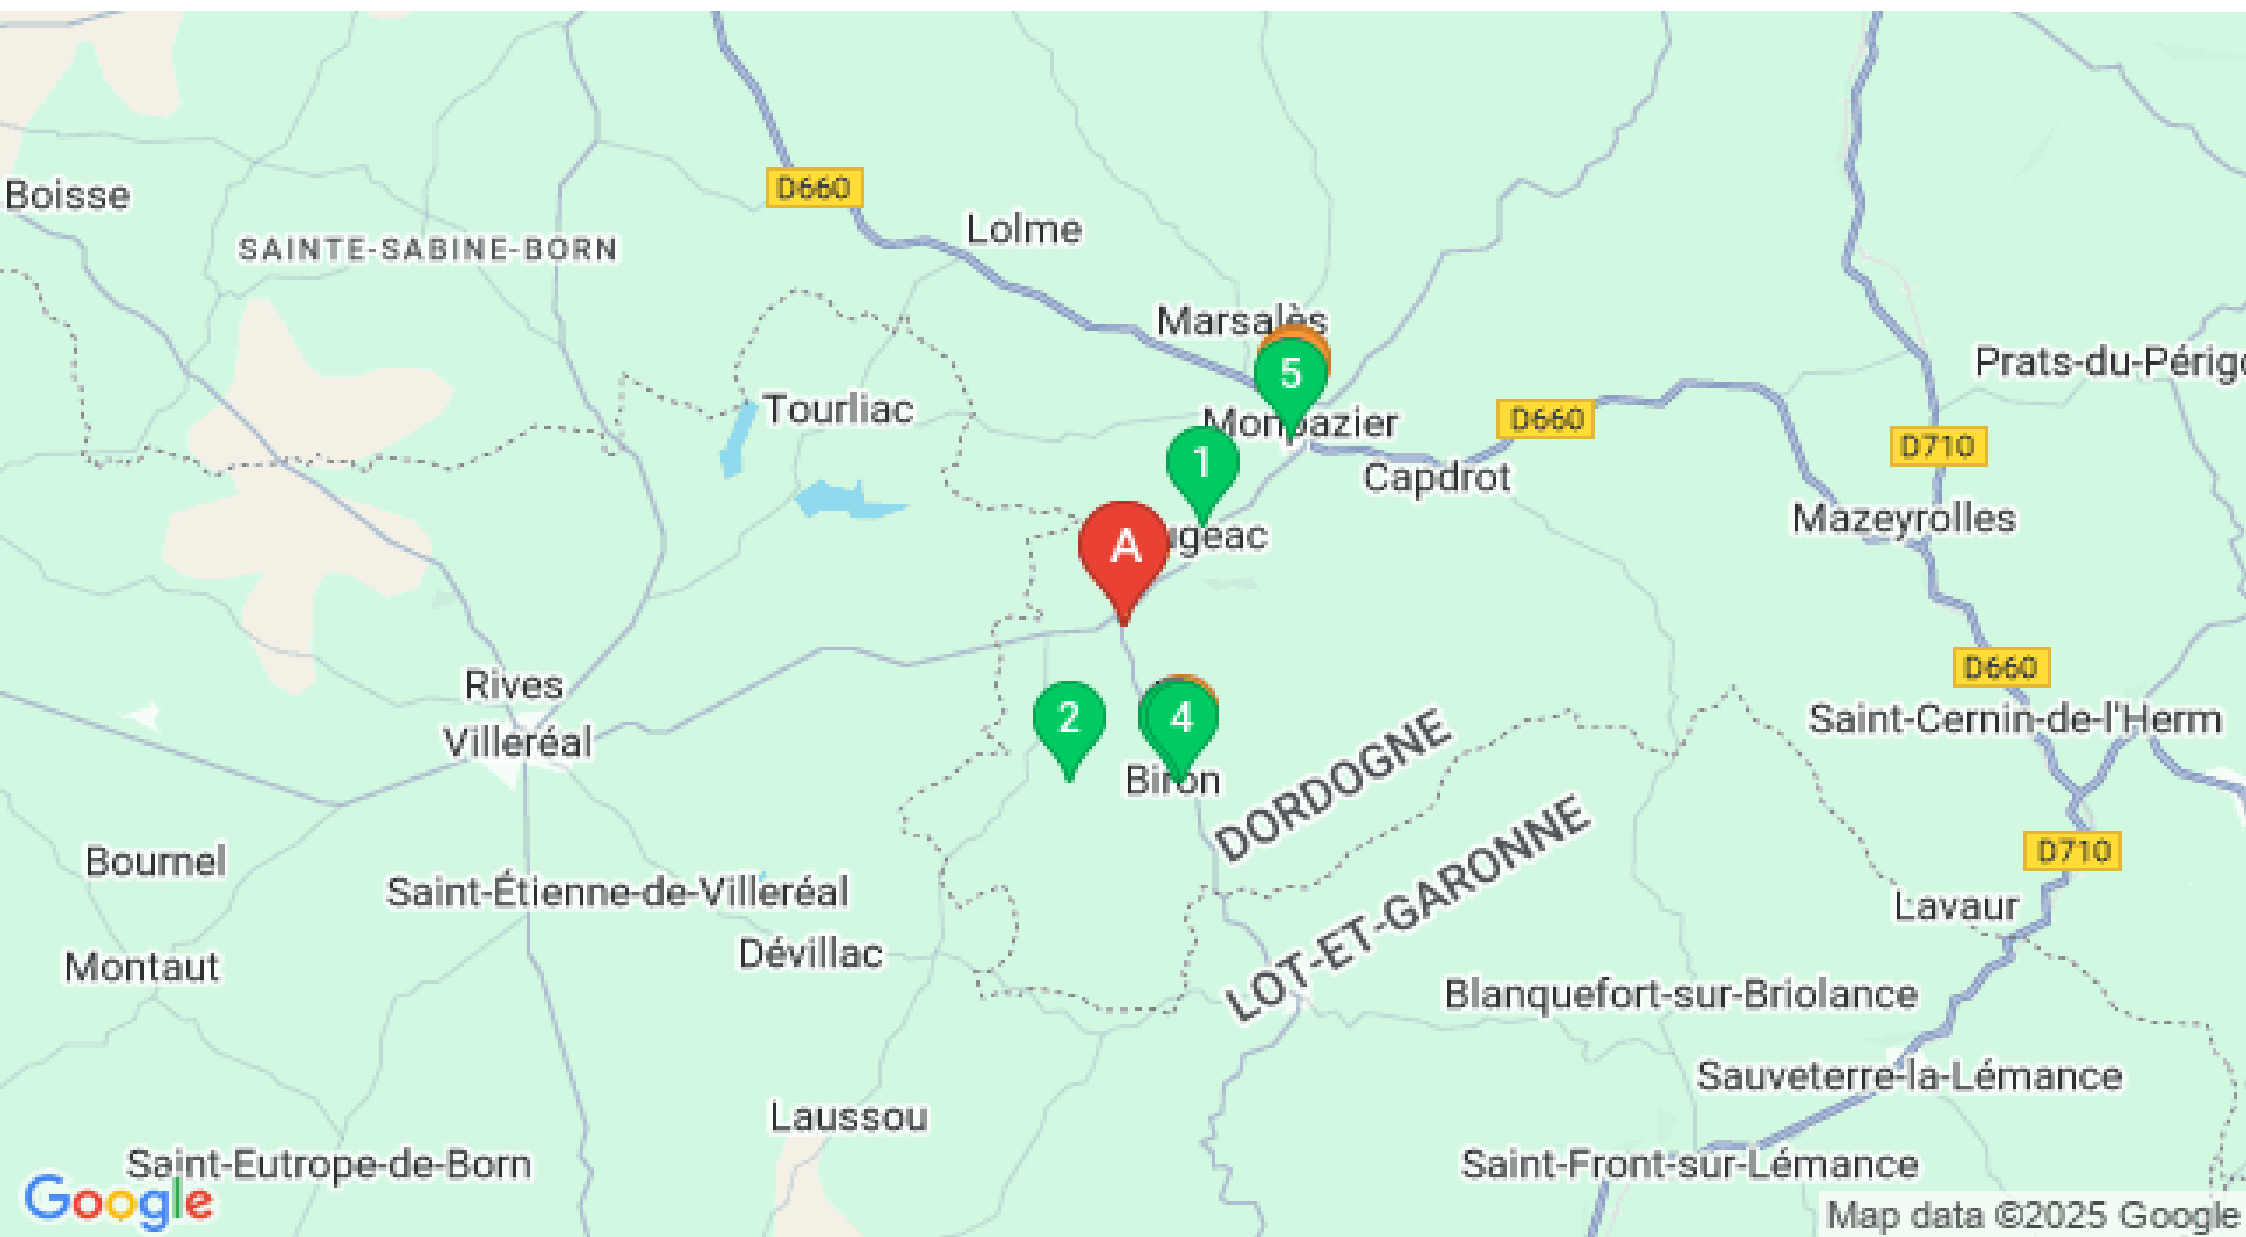 D660
Boisse
Lolme
SAINTE-SABINE-BORN
Marsalès
Prats-du-Périg
5
Tourliac
Monpazier
D660
D710
1
Capdrot
Mazeyrolles
A
D660
Rives
2
4
Saint-Cernin-de-l'Herm
Villeréal
Biron
DORDOGNE
D710
Bournel
Saint-Étienne-de-Villeréal
LOT-ET-GARONNE
Lavaur
Dévillac
Montaut
Blanquefort-sur-Briolance
Sauveterre-la-Lémance
Laussou
Saint-Eutrope-de-Born
Saint-Front-sur-Lémance
Google
Map data ©2025 Google